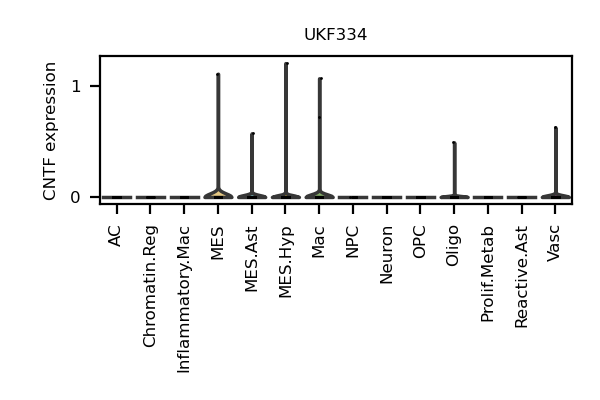 UKF334
CNTF expression
1
0
AC
Chromatin.Reg
Inflammatory.Mac
MES
MES.Ast
MES.Hyp
Mac
NPC
Neuron
OPC
Oligo
Prolif.Metab
Reactive.Ast
Vasc